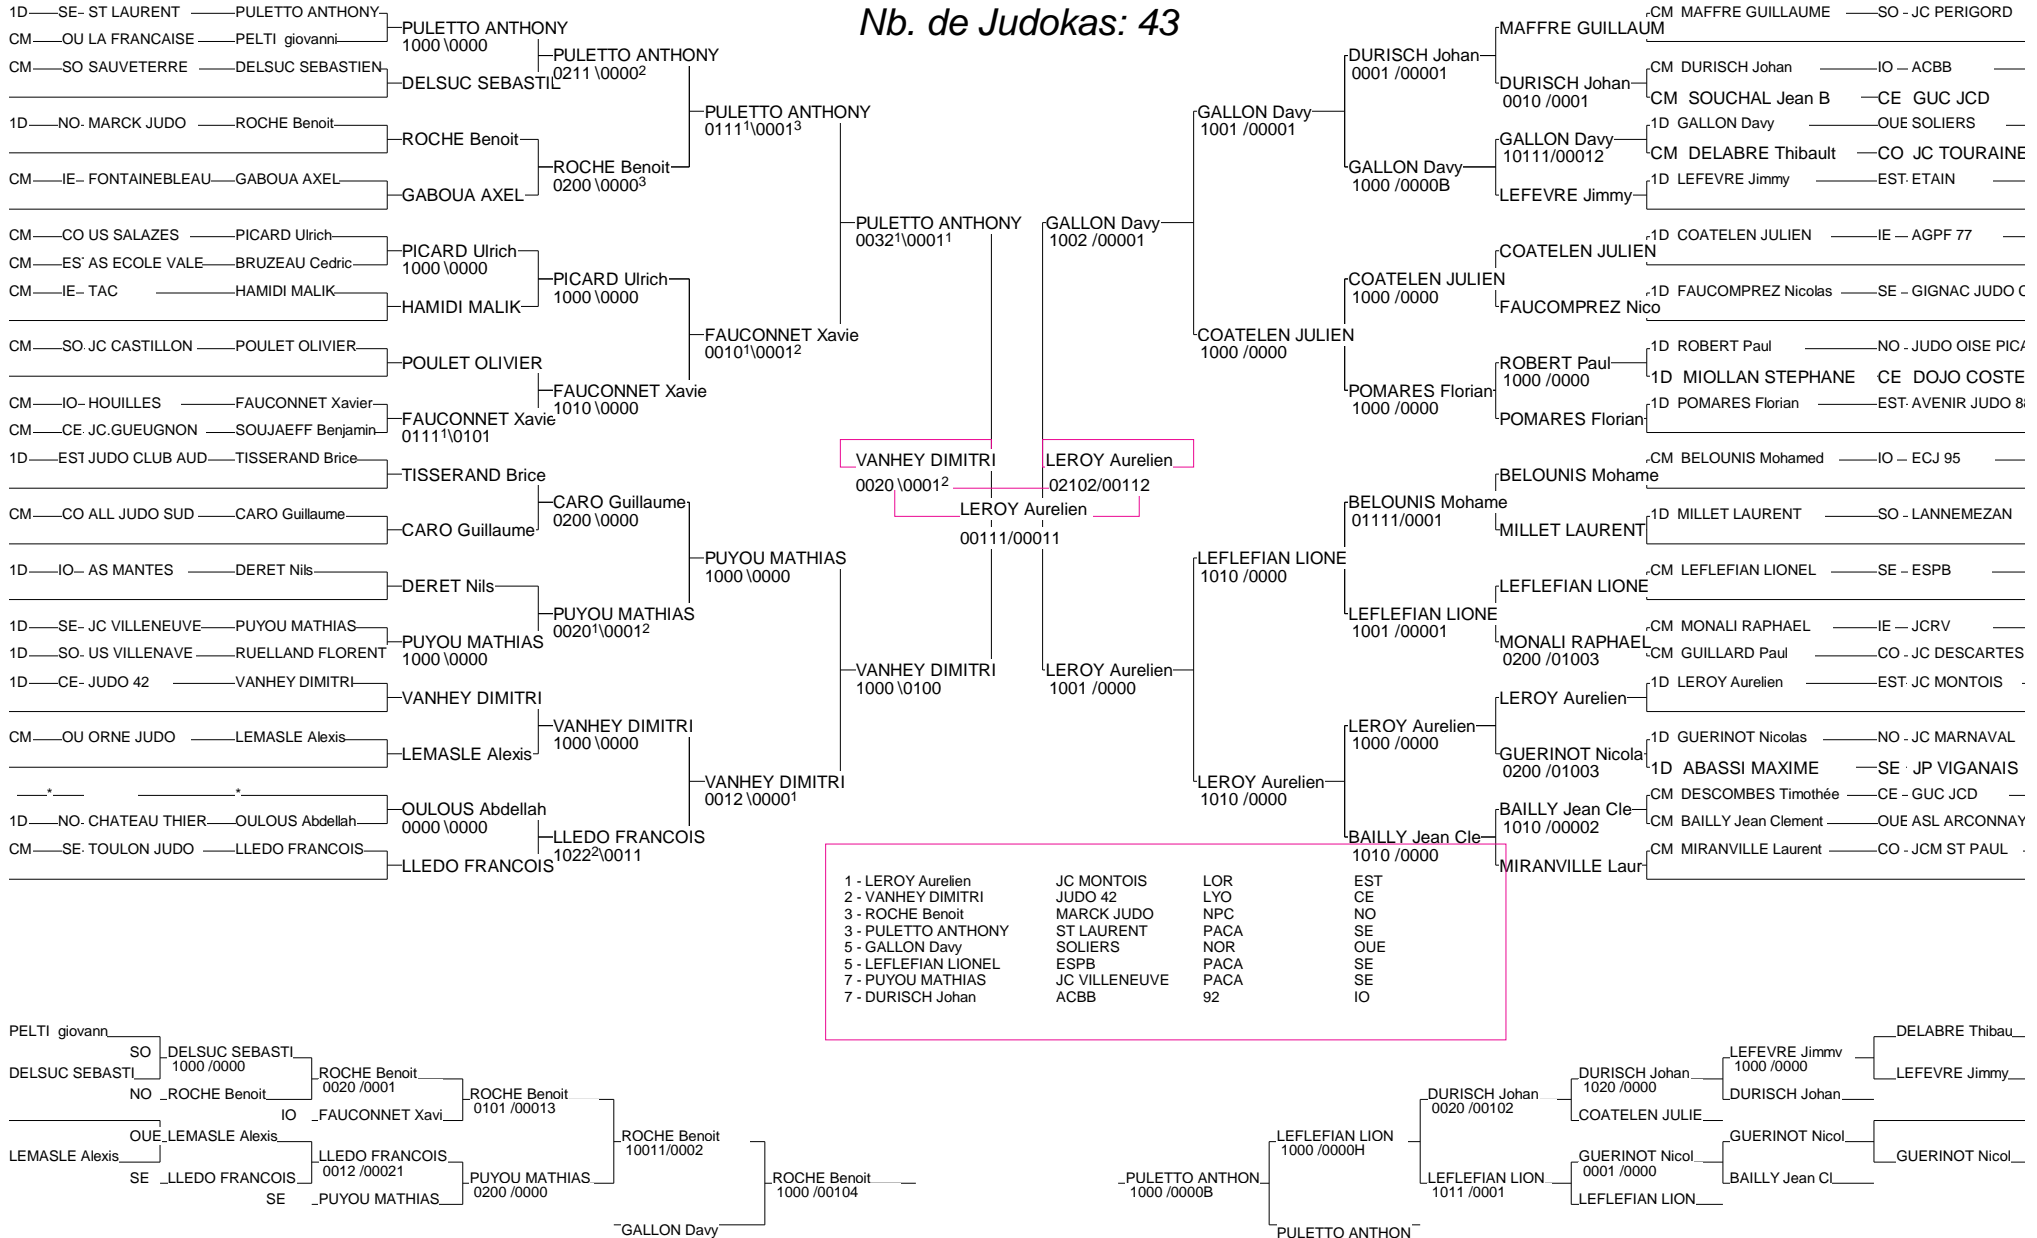 Nb. de Judokas: 43
1D SE ST LAURENT PULETTO ANTHONY
CM OU LA FRANCAISE PELTI giovanni
CM SO SAUVETERRE DELSUC SEBASTIEN
1D NO MARCK JUDO ROCHE Benoit
CM IE FONTAINEBLEAU GABOUA AXEL
CM CO US SALAZES PICARD Ulrich
CM ES AS ECOLE VALE BRUZEAU Cedric
CM IE TAC HAMIDI MALIK
CM SO JC CASTILLON POULET OLIVIER
CM IO HOUILLES FAUCONNET Xavier
CM CE JC.GUEUGNON SOUJAEFF Benjamin
1D EST JUDO CLUB AUD TISSERAND Brice
CM CO ALL JUDO SUD CARO Guillaume
1D IO AS MANTES DERET Nils
1D SE JC VILLENEUVE PUYOU MATHIAS
1D SO US VILLENAVE RUELLAND FLORENT
1D CE JUDO 42 VANHEY DIMITRI
CM OU ORNE JUDO LEMASLE Alexis
* *
1D NO CHATEAU THIER OULOUS Abdellah
CM SE TOULON JUDO LLEDO FRANCOIS
PULETTO ANTHONY
1000 \0000
DELSUC SEBASTIL
ROCHE Benoit
GABOUA AXEL
PICARD Ulrich
1000 \0000
HAMIDI MALIK
POULET OLIVIER
FAUCONNET Xavie
0111¹\0101
TISSERAND Brice
CARO Guillaume
DERET Nils
PUYOU MATHIAS
1000 \0000
VANHEY DIMITRI
LEMASLE Alexis
OULOUS Abdellah
0000 \0000
LLEDO FRANCOIS
PULETTO ANTHONY
0211 \0000²
ROCHE Benoit
0200 \0000³
PICARD Ulrich
1000 \0000
FAUCONNET Xavie
1010 \0000
CARO Guillaume
0200 \0000
PUYOU MATHIAS
0020¹\0001²
VANHEY DIMITRI
1000 \0000
LLEDO FRANCOIS
1022²\0011
PULETTO ANTHONY
0111¹\0001³
FAUCONNET Xavie
0010¹\0001²
PUYOU MATHIAS
1000 \0000
VANHEY DIMITRI
0012 \0000¹
PULETTO ANTHONY
0032¹\0001¹
VANHEY DIMITRI
1000 \0100
VANHEY DIMITRI
0020 \0001²
LEROY Aurelien
02102/00112
LEROY Aurelien
00111/00011
GALLON Davy
1002 /00001
LEROY Aurelien
1001 /0000
GALLON Davy
1001 /00001
COATELEN JULIEN
1000 /0000
LEFLEFIAN LIONE
1010 /0000
LEROY Aurelien
1010 /0000
DURISCH Johan
0001 /00001
GALLON Davy
1000 /0000B
COATELEN JULIEN
1000 /0000
POMARES Florian
1000 /0000
BELOUNIS Mohame
01111/0001
LEFLEFIAN LIONE
1001 /00001
LEROY Aurelien
1000 /0000
BAILLY Jean Cle
1010 /0000
MAFFRE GUILLAUM
DURISCH Johan
0010 /0001
GALLON Davy
10111/00012
LEFEVRE Jimmy
COATELEN JULIEN
FAUCOMPREZ Nico
ROBERT Paul
1000 /0000
POMARES Florian
BELOUNIS Mohame
MILLET LAURENT
LEFLEFIAN LIONE
MONALI RAPHAEL
0200 /01003
LEROY Aurelien
GUERINOT Nicola
0200 /01003
BAILLY Jean Cle
1010 /00002
MIRANVILLE Laur
CM MAFFRE GUILLAUME SO - JC PERIGORD
CM DURISCH Johan IO - ACBB
CM SOUCHAL Jean B CE GUC JCD
1D GALLON Davy OUE SOLIERS
CM DELABRE Thibault CO JC TOURAINE
1D LEFEVRE Jimmy EST ETAIN
1D COATELEN JULIEN IE - AGPF 77
1D FAUCOMPREZ Nicolas SE - GIGNAC JUDO C
1D ROBERT Paul NO - JUDO OISE PICA
1D MIOLLAN STEPHANE CE DOJO COSTE
1D POMARES Florian EST AVENIR JUDO 88
CM BELOUNIS Mohamed IO - ECJ 95
1D MILLET LAURENT SO - LANNEMEZAN
CM LEFLEFIAN LIONEL SE - ESPB
CM MONALI RAPHAEL IE - JCRV
CM GUILLARD Paul CO - JC DESCARTES
1D LEROY Aurelien EST JC MONTOIS
1D GUERINOT Nicolas NO - JC MARNAVAL
1D ABASSI MAXIME SE JP VIGANAIS
CM DESCOMBES Timothée CE - GUC JCD
CM BAILLY Jean Clement OUE ASL ARCONNAY
CM MIRANVILLE Laurent CO - JCM ST PAUL
1 - LEROY Aurelien JC MONTOIS LOR EST
2 - VANHEY DIMITRI JUDO 42 LYO CE
3 - ROCHE Benoit MARCK JUDO NPC NO
3 - PULETTO ANTHONY ST LAURENT PACA SE
5 - GALLON Davy SOLIERS NOR OUE
5 - LEFLEFIAN LIONEL ESPB PACA SE
7 - PUYOU MATHIAS JC VILLENEUVE PACA SE
7 - DURISCH Johan ACBB 92 IO
PELTI giovann
SO
DELSUC SEBASTI
NO
LEMASLE Alexis
OUE
SE
DELSUC SEBASTI
1000 /0000
ROCHE Benoit
IO
LEMASLE Alexis
LLEDO FRANCOIS
SE
ROCHE Benoit
0020 /0001
FAUCONNET Xavi
LLEDO FRANCOIS
0012 /00021
PUYOU MATHIAS
ROCHE Benoit
0101 /00013
PUYOU MATHIAS
0200 /0000
ROCHE Benoit
10011/0002
GALLON Davy
ROCHE Benoit
1000 /00104
PULETTO ANTHON
1000 /0000B
LEFLEFIAN LION
1000 /0000H
PULETTO ANTHON
DURISCH Johan
0020 /00102
LEFLEFIAN LION
1011 /0001
DURISCH Johan
1020 /0000
COATELEN JULIE
GUERINOT Nicol
0001 /0000
LEFLEFIAN LION
LEFEVRE Jimmy
1000 /0000
DURISCH Johan
GUERINOT Nicol
BAILLY Jean Cl
DELABRE Thibau
LEFEVRE Jimmy
GUERINOT Nicol